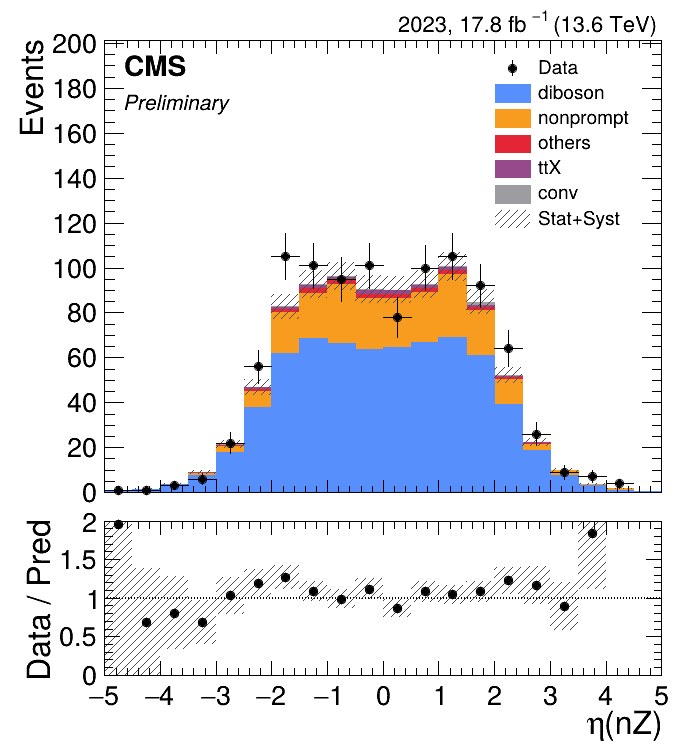 2023, 17.8 fb⁻¹ (13.6 TeV)
CMS
Preliminary
Events
200
180
160
140
120
100
80
60
40
20
0
Data
diboson
nonprompt
others
ttX
conv
Stat+Syst
Data / Pred
2
1.5
1
0.5
0
−5 −4 −3 −2 −1 0 1 2 3 4 5
η(nZ)